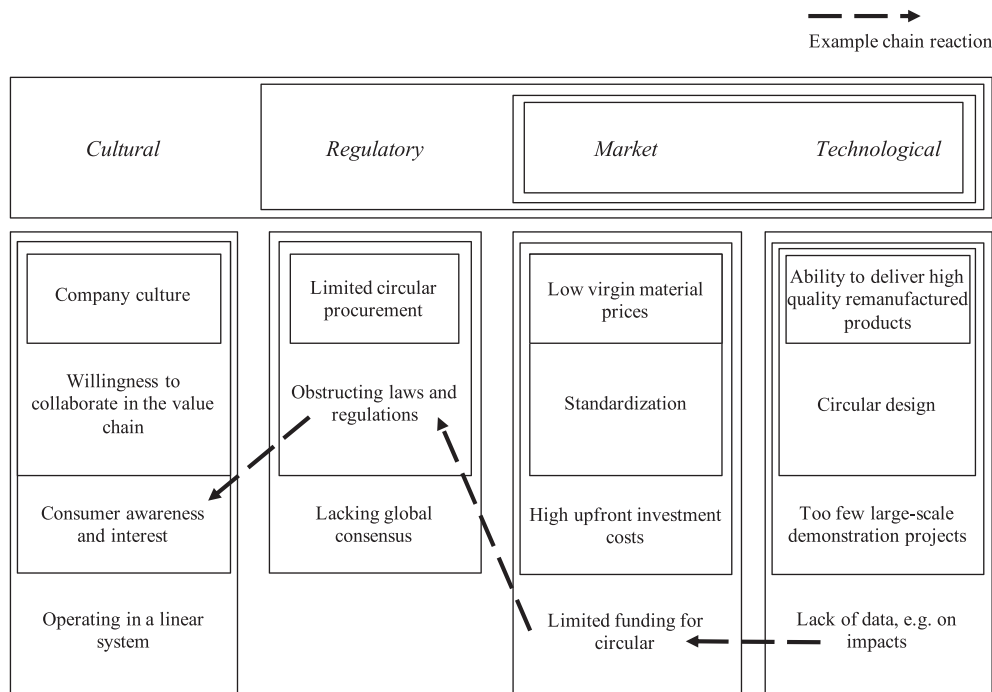 Example chain reaction
Cultural
Regulatory
Market
Technological
Company culture
Willingness to
collaborate in the value
chain
Consumer awareness
and interest
Operating in a linear
system
Limited circular
procurement
Obstructing laws and
regulations
Lacking global
consensus
Low virgin material
prices
Standardization
High upfront investment
costs
Limited funding for
circular
Ability to deliver high
quality remanufactured
products
Circular design
Too few large-scale
demonstration projects
Lack of data, e.g. on
impacts